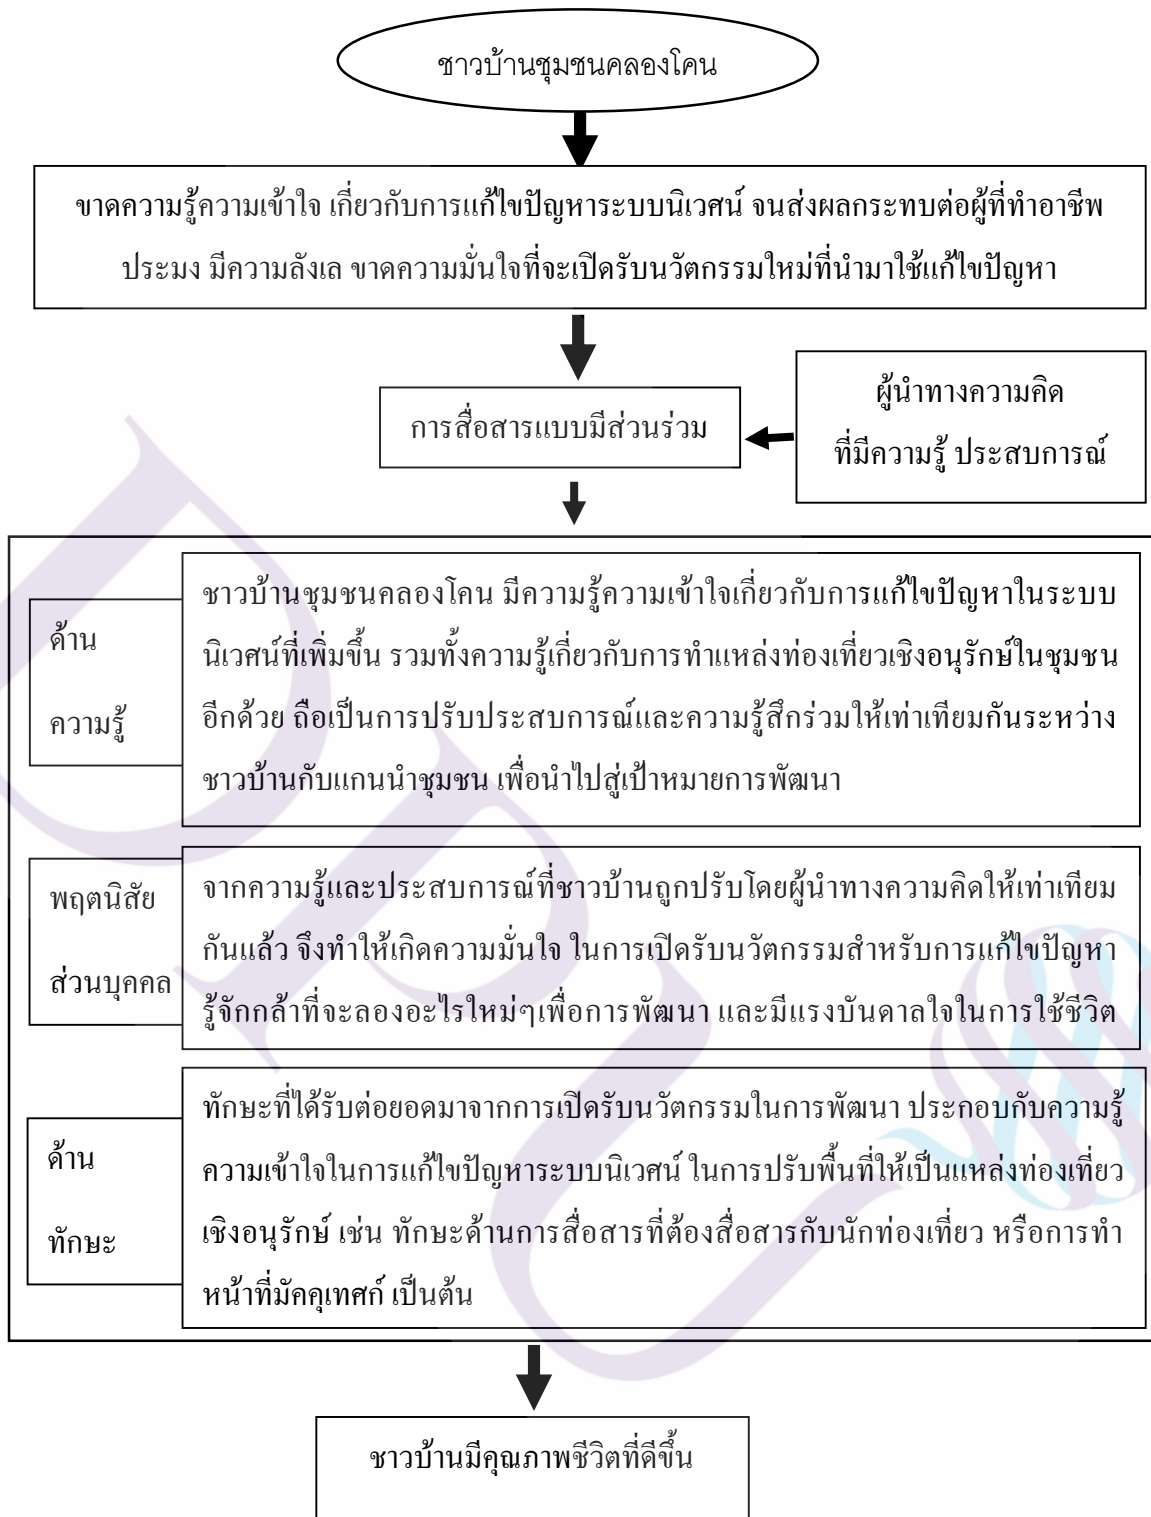 ชาวบ้านชุมชนคลองโคน
ขาดความรู้ความเข้าใจ เกี่ยวกับการแก้ไขปัญหาระบบนิเวศน์ จนส่งผลกระทบต่อผู้ที่ทำอาชีพ
ประมง มีความลังเล ขาดความมั่นใจที่จะเปิดรับนวัตกรรมใหม่ที่นำมาใช้แก้ไขปัญหา
การสื่อสารแบบมีส่วนร่วม
ผู้นำทางความคิด
ที่มีความรู้ ประสบการณ์
ด้าน
ความรู้
ชาวบ้านชุมชนคลองโคน มีความรู้ความเข้าใจเกี่ยวกับการแก้ไขปัญหาในระบบ
นิเวศน์ที่เพิ่มขึ้น รวมทั้งความรู้เกี่ยวกับการทำแหล่งท่องเที่ยวเชิงอนุรักษ์ในชุมชน
อีกด้วย ถือเป็นการปรับประสบการณ์และความรู้สึกร่วมให้เท่าเทียมกันระหว่าง
ชาวบ้านกับแกนนำชุมชน เพื่อนำไปสู่เป้าหมายการพัฒนา
พฤตนิสัย
ส่วนบุคคล
จากความรู้และประสบการณ์ที่ชาวบ้านถูกปรับโดยผู้นำทางความคิดให้เท่าเทียม
กันแล้ว จึงทำให้เกิดความมั่นใจ ในการเปิดรับนวัตกรรมสำหรับการแก้ไขปัญหา
รู้จักกล้าที่จะลองอะไรใหม่ๆเพื่อการพัฒนา และมีแรงบันดาลใจในการใช้ชีวิต
ด้าน
ทักษะ
ทักษะที่ได้รับต่อยอดมาจากการเปิดรับนวัตกรรมในการพัฒนา ประกอบกับความรู้
ความเข้าใจในการแก้ไขปัญหาระบบนิเวศน์ ในการปรับพื้นที่ให้เป็นแหล่งท่องเที่ยว
เชิงอนุรักษ์ เช่น ทักษะด้านการสื่อสารที่ต้องสื่อสารกับนักท่องเที่ยว หรือการทำ
หน้าที่มัคคุเทศก์ เป็นต้น
ชาวบ้านมีคุณภาพชีวิตที่ดีขึ้น